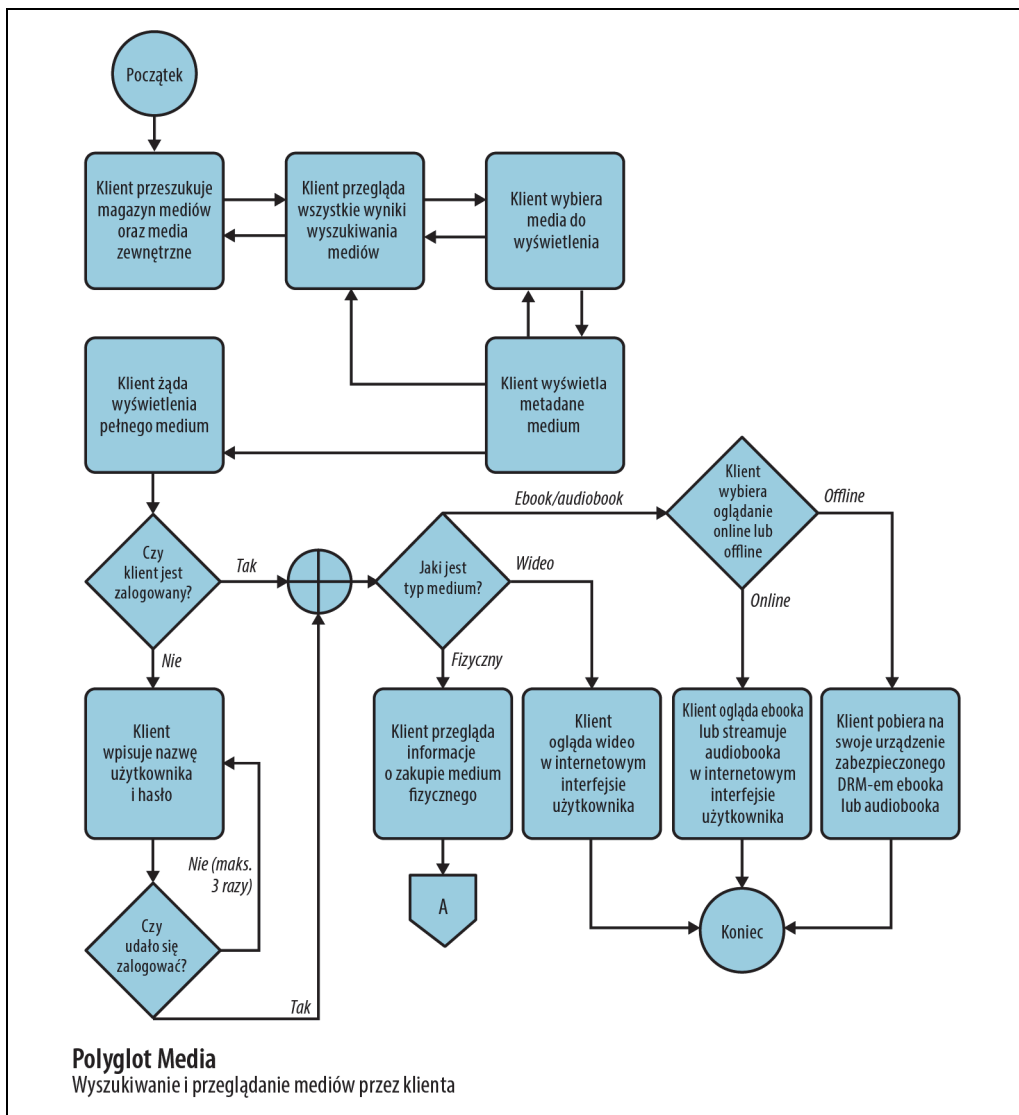 Początek
Klient przeszukuje
magazyn mediów
oraz media
zewnętrzne
Klient przegląda
wszystkie wyniki
wyszukiwania
mediów
Klient wybiera
media do
wyświetlenia
Klient żąda
wyświetlenia
pełnego medium
Klient wyświetla
metadane
medium
Czy
klient jest
zalogowany?
Tak
Nie
Jaki jest
typ medium?
Ebook/audiobook
Wideo
Fizyczny
Klient
wybiera
oglądanie
online lub
offline
Offline
Online
Klient
wpisuje nazwę
użytkownika
i hasło
Klient przegląda
informacje
o zakupie medium
fizycznego
Klient
ogląda wideo
w internetowym
interfejsie
użytkownika
Klient ogląda ebooka
lub streamuje
audiobooka
w internetowym
interfejsie
użytkownika
Klient pobiera na
swoje urządzenie
zabezpieczonego
DRM-em ebooka
lub audiobooka
Nie (maks.
3 razy)
Czy
udało się
zalogować?
Tak
A
Koniec
Polyglot Media
Wyszukiwanie i przeglądanie mediów przez klienta